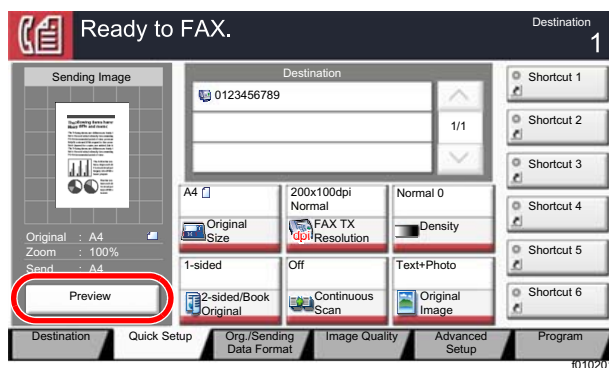 Ready to FAX.
Destination
1
Sending Image
Destination
0123456789
1/1
Original : A4
Zoom : 100%
Send : A4
Preview
A4
Original
Size
200x100dpi
Normal
dpi
FAX TX
Resolution
Normal 0
Density
1-sided
2-sided/Book
Original
Off
Continuous
Scan
Text+Photo
Original
Image
Shortcut 1
Shortcut 2
Shortcut 3
Shortcut 4
Shortcut 5
Shortcut 6
Destination
Quick Setup
Org./Sending
Data Format
Image Quality
Advanced
Setup
Program
f010201